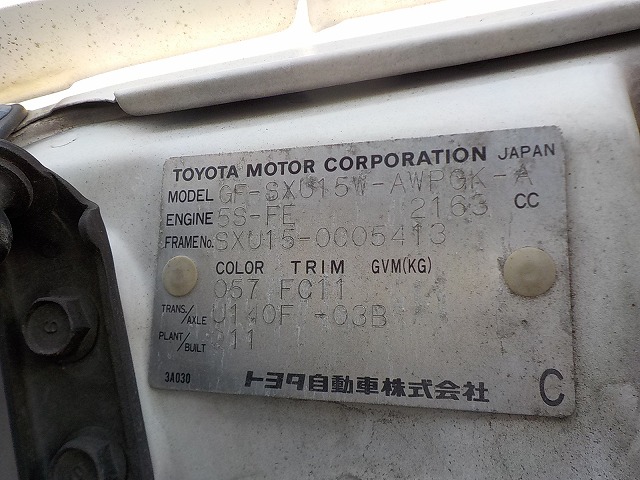 TOYOTA MOTOR CORPORATION JAPAN
MODEL GF-SXU15W-AWPGK-A
ENGINE 5S-FE 2163 CC
FRAME No. SXU15-0005413
COLOR TRIM GVM(KG)
057 FC11
TRANS./AXLE U140F -03B
PLANT/BUILT 911
3A030 トヨタ自動車株式会社 C